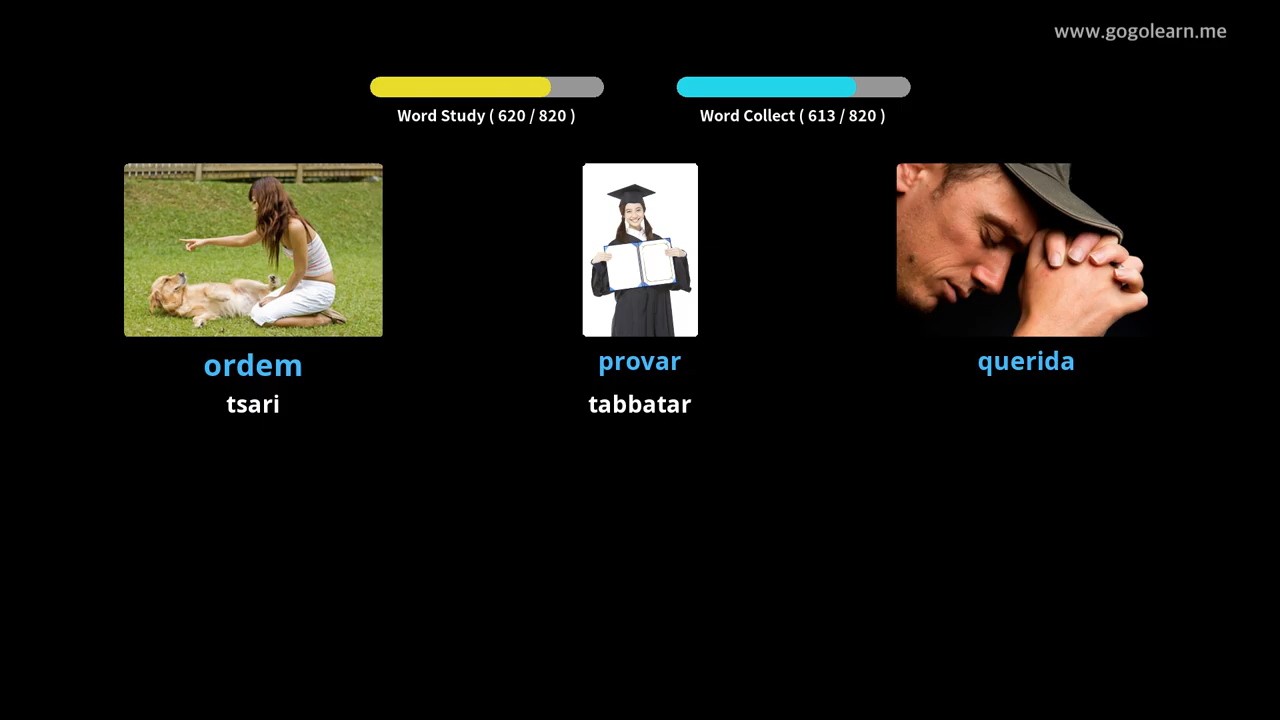 www.gogolearn.me
Word Study ( 620 / 820 )
Word Collect ( 613 / 820 )
ordem
provar
querida
tsari
tabbatar